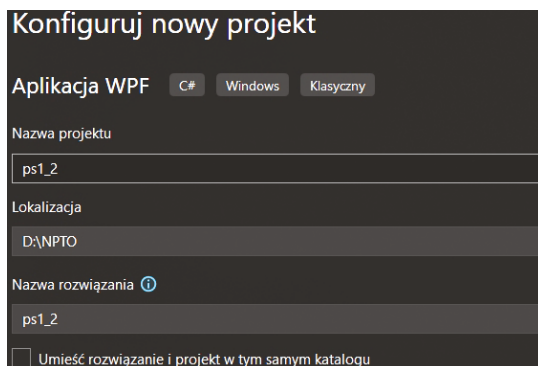 Konfiguruj nowy projekt
Aplikacja WPF C# Windows Klasyczny
Nazwa projektu
ps1_2
Lokalizacja
D:\NPTO
Nazwa rozwiązania
ps1_2
Umieść rozwiązanie i projekt w tym samym katalogu